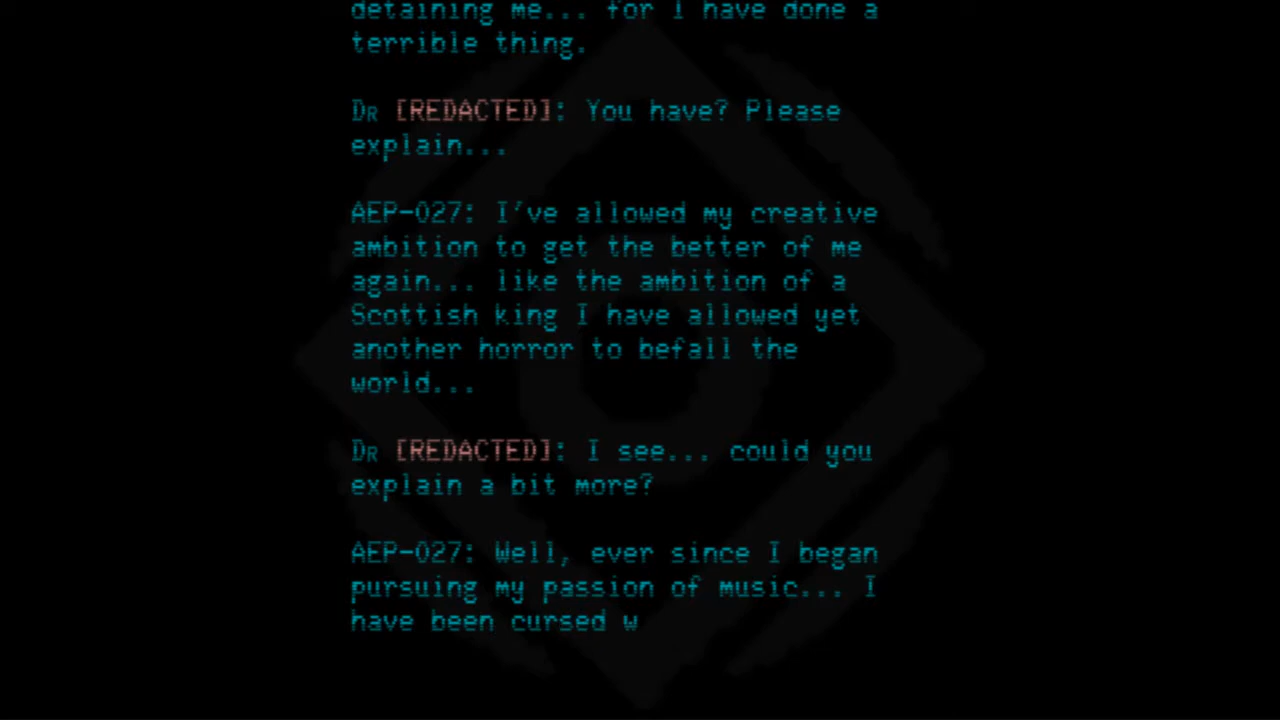 detaining me... for I have done a
terrible thing.
Dr [REDACTED]: You have? Please
explain...
AEP-027: I've allowed my creative
ambition to get the better of me
again... like the ambition of a
Scottish king I have allowed yet
another horror to befall the
world...
Dr [REDACTED]: I see... could you
explain a bit more?
AEP-027: Well, ever since I began
pursuing my passion of music... I
have been cursed w